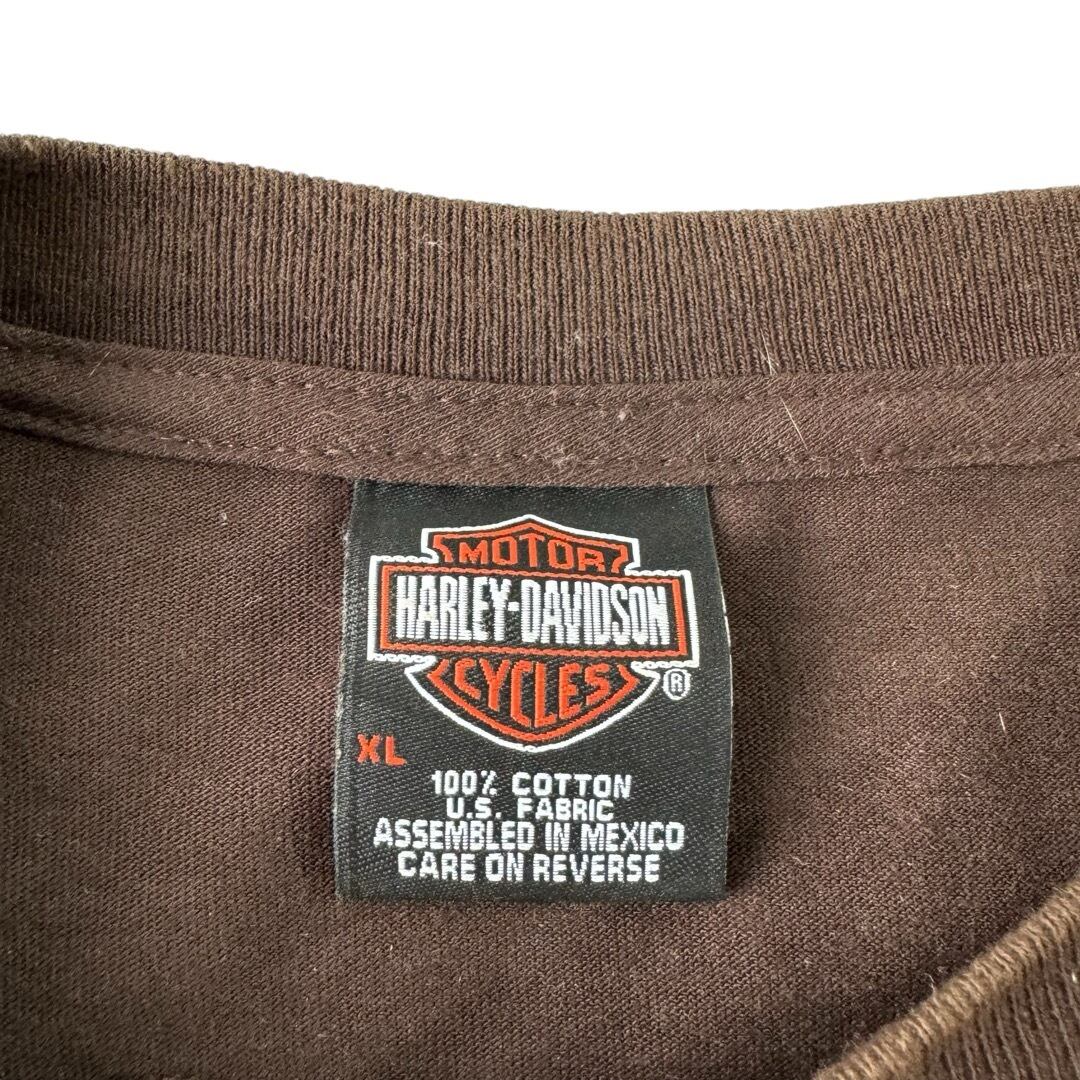 MOTOR
HARLEY-DAVIDSON
CYCLES
®
XL
100% COTTON
U.S. FABRIC
ASSEMBLED IN MEXICO
CARE ON REVERSE